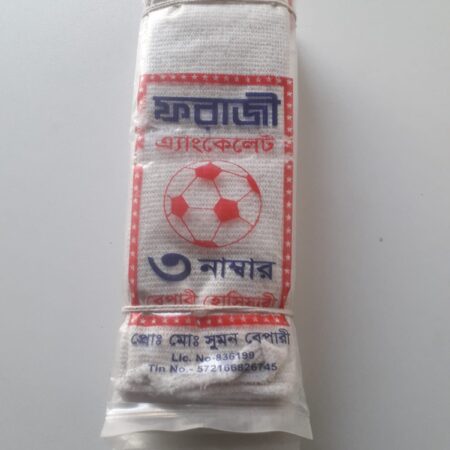 ফরাজী
এ্যাংকেলেট
৩ নাম্বার
বেপারী হোসিয়ারী
প্রোঃ মোঃ সুমন বেপারী
Lic. No-836199
Tin No - 572166826745